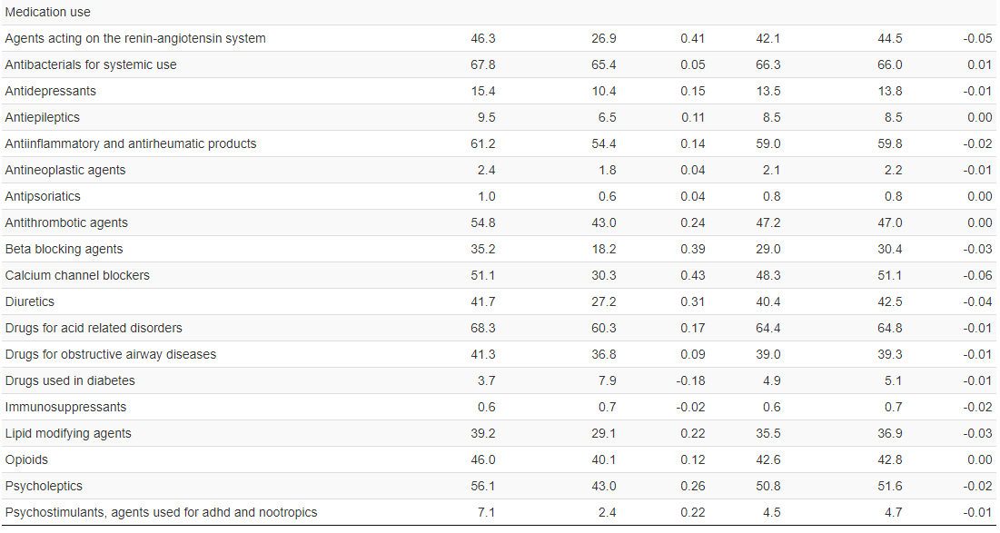 Medication use
Agents acting on the renin-angiotensin system 46.3 26.9 0.41 42.1 44.5 -0.05
Antibacterials for systemic use 67.8 65.4 0.05 66.3 66.0 0.01
Antidepressants 15.4 10.4 0.15 13.5 13.8 -0.01
Antiepileptics 9.5 6.5 0.11 8.5 8.5 0.00
Antiinflammatory and antirheumatic products 61.2 54.4 0.14 59.0 59.8 -0.02
Antineoplastic agents 2.4 1.8 0.04 2.1 2.2 -0.01
Antipsoriatics 1.0 0.6 0.04 0.8 0.8 0.00
Antithrombotic agents 54.8 43.0 0.24 47.2 47.0 0.00
Beta blocking agents 35.2 18.2 0.39 29.0 30.4 -0.03
Calcium channel blockers 51.1 30.3 0.43 48.3 51.1 -0.06
Diuretics 41.7 27.2 0.31 40.4 42.5 -0.04
Drugs for acid related disorders 68.3 60.3 0.17 64.4 64.8 -0.01
Drugs for obstructive airway diseases 41.3 36.8 0.09 39.0 39.3 -0.01
Drugs used in diabetes 3.7 7.9 -0.18 4.9 5.1 -0.01
Immunosuppressants 0.6 0.7 -0.02 0.6 0.7 -0.02
Lipid modifying agents 39.2 29.1 0.22 35.5 36.9 -0.03
Opioids 46.0 40.1 0.12 42.6 42.8 0.00
Psycholeptics 56.1 43.0 0.26 50.8 51.6 -0.02
Psychostimulants, agents used for adhd and nootropics 7.1 2.4 0.22 4.5 4.7 -0.01